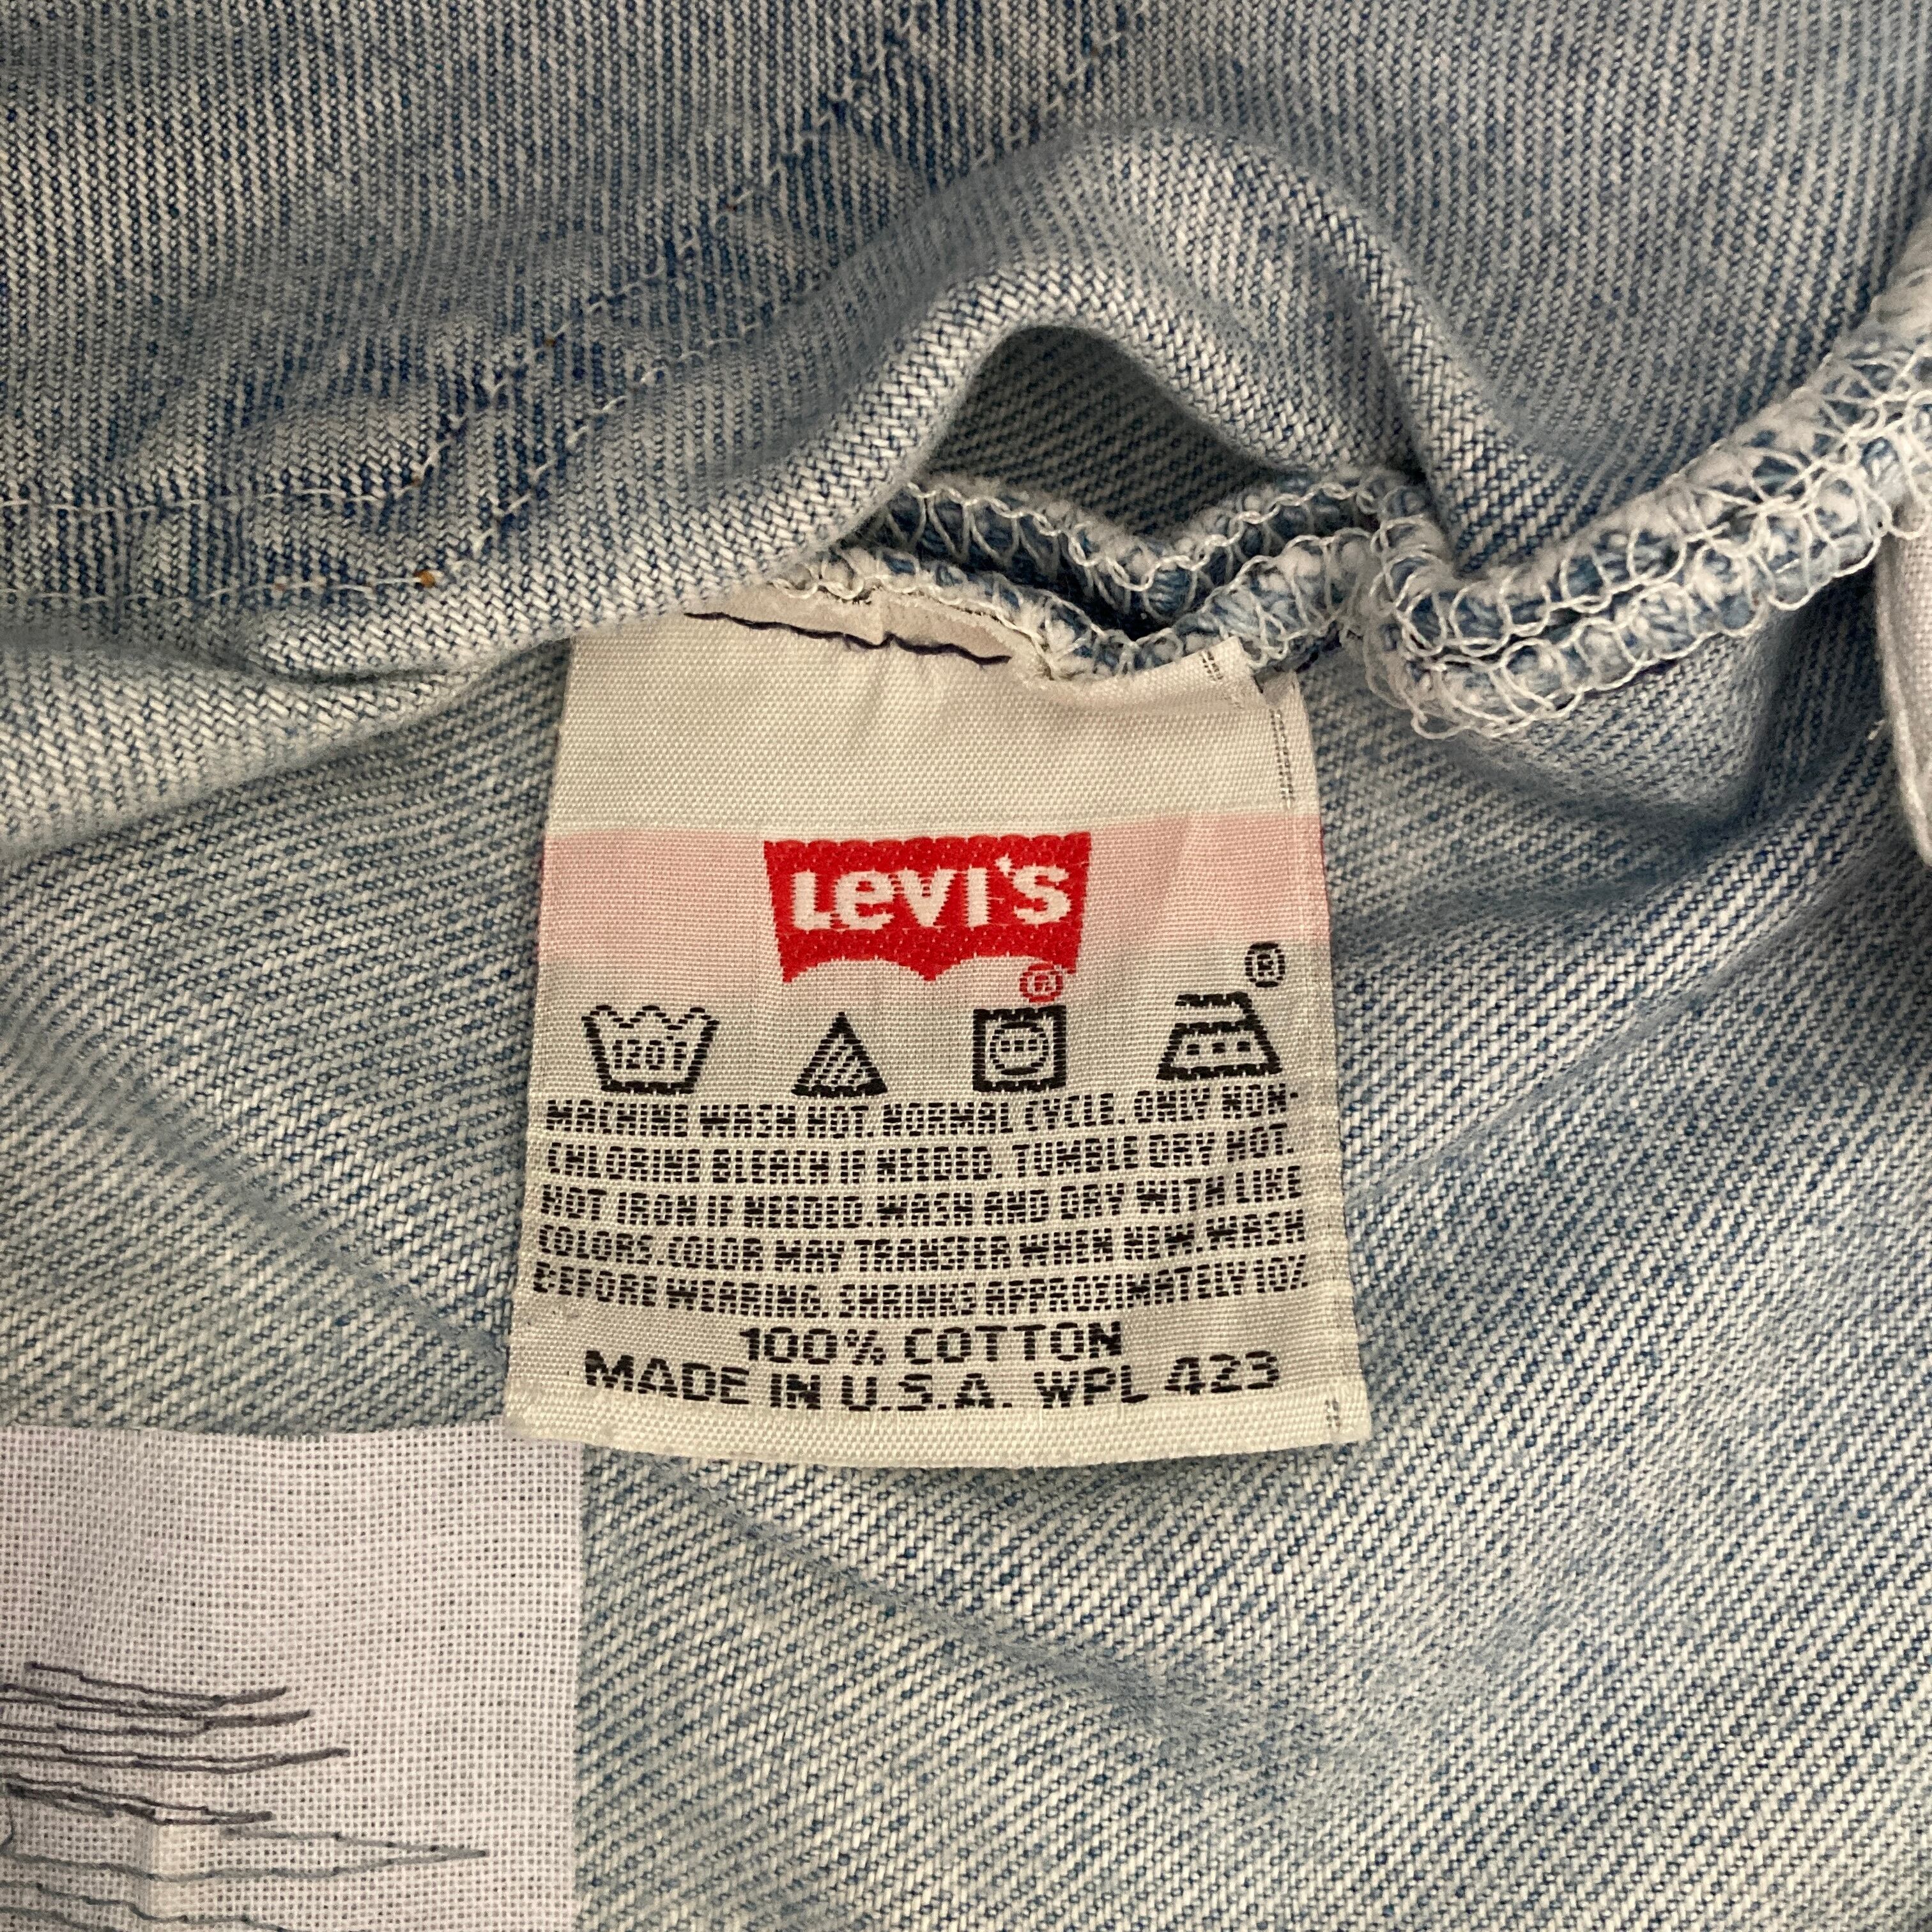 LEVI'S
®
®
120°F
MACHINE WASH HOT. NORMAL CYCLE. ONLY NON-
CHLORINE BLEACH IF NEEDED. TUMBLE DRY HOT.
HOT IRON IF NEEDED. WASH AND DRY WITH LIKE
COLORS. COLOR MAY TRANSFER WHEN NEW. WASH
BEFORE WEARING. SHRINKS APPROXIMATELY 10%
100% COTTON
MADE IN U.S.A. WPL 423